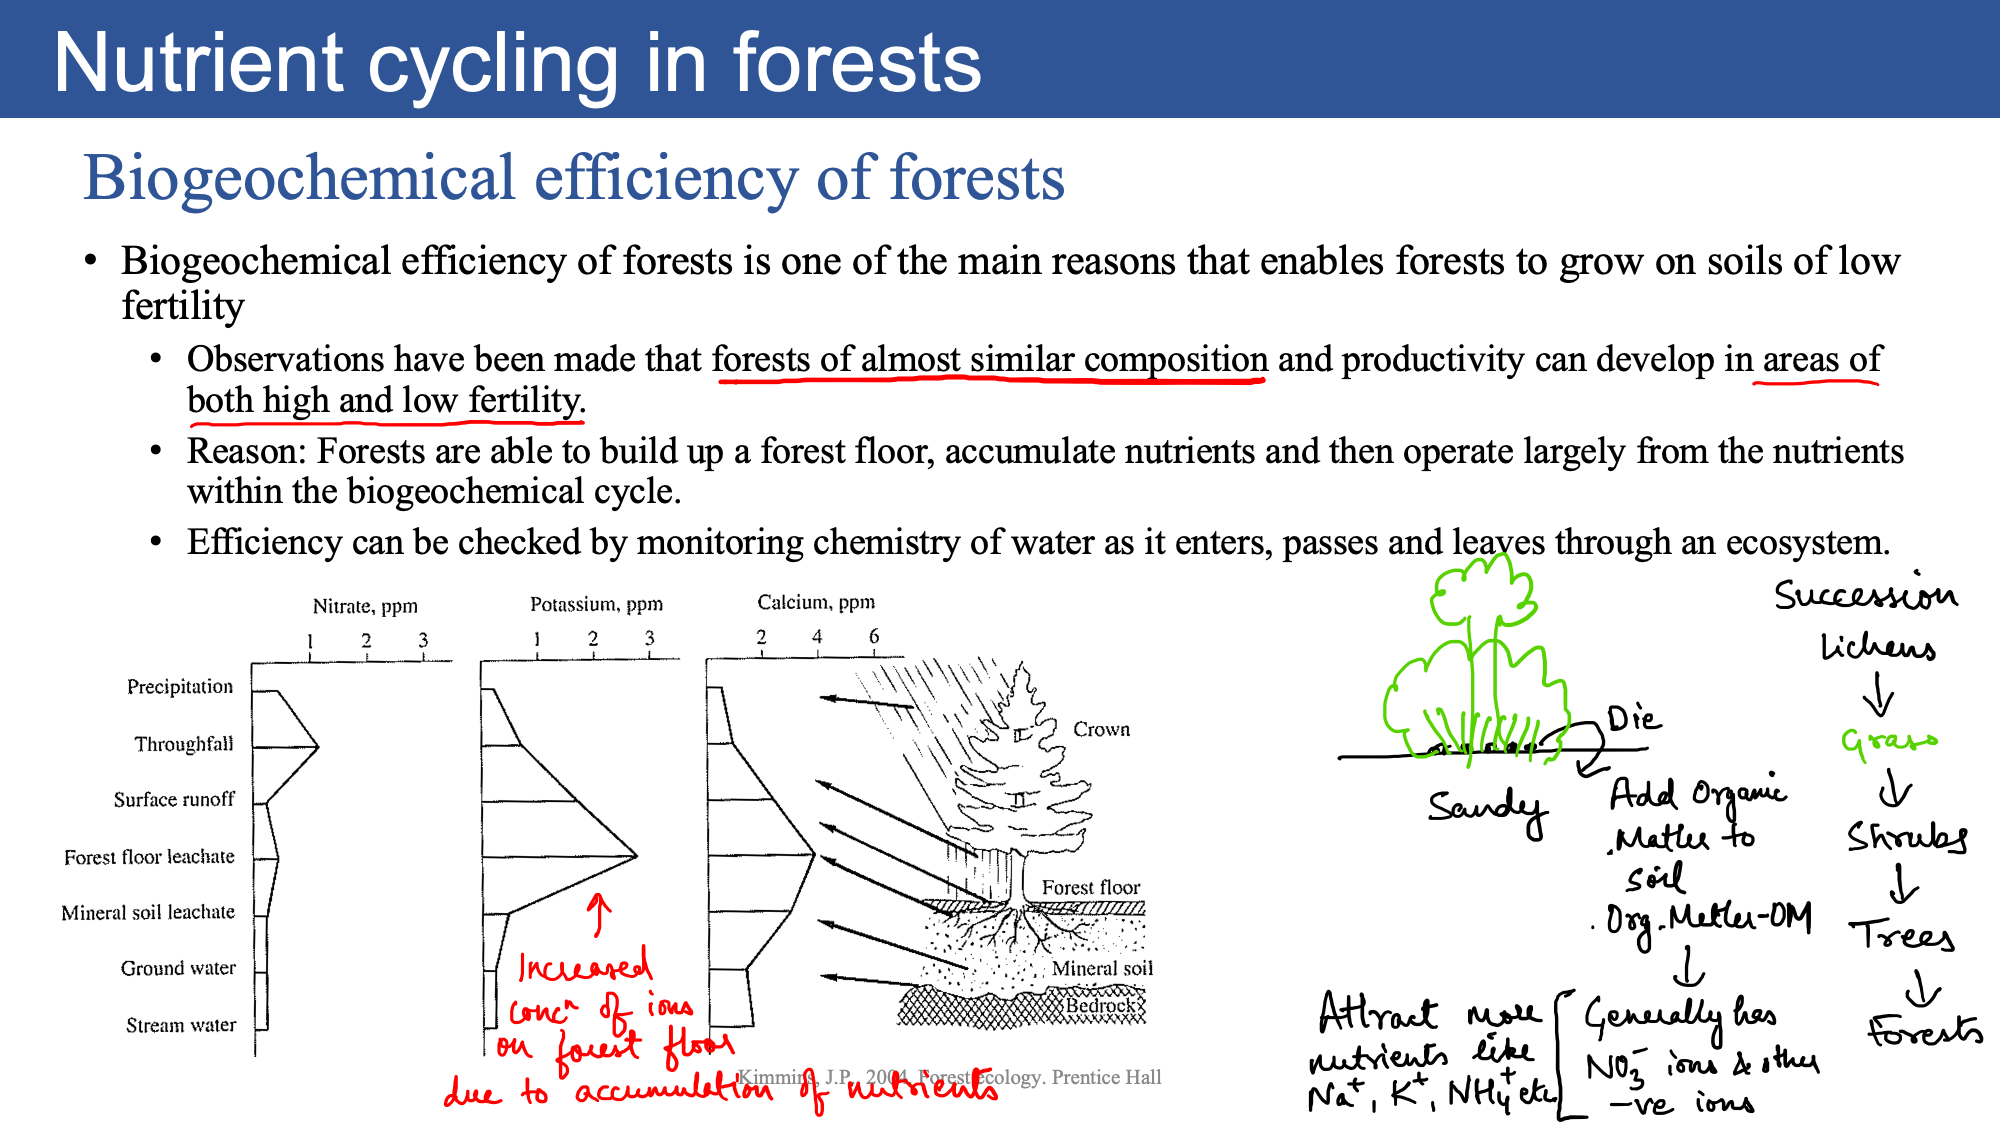 Nutrient cycling in forests
Biogeochemical efficiency of forests
• Biogeochemical efficiency of forests is one of the main reasons that enables forests to grow on soils of low
fertility
• Observations have been made that forests of almost similar composition and productivity can develop in areas of
both high and low fertility.
• Reason: Forests are able to build up a forest floor, accumulate nutrients and then operate largely from the nutrients
within the biogeochemical cycle.
• Efficiency can be checked by monitoring chemistry of water as it enters, passes and leaves through an ecosystem.
Nitrate, ppm
1 2 3
Potassium, ppm
1 2 3
Calcium, ppm
2 4 6
Precipitation
Throughfall
Surface runoff
Forest floor leachate
Mineral soil leachate
Ground water
Stream water
Crown
Forest floor
Mineral soil
Bedrock
Increased
concⁿ of ions
on forest floor
due to accumulation of nutrients
Kimmins, J.P., 2004. Forest ecology. Prentice Hall
Sandy
Die
Add Organic
Matter to
Soil
Org. Matter-OM
↓
Generally has
NO₃⁻ ions & other
-ve ions
Attract more
nutrients like
Na⁺, K⁺, NH₄⁺ etc
Succession
Lichens
↓
Grass
↓
Shrubs
↓
Trees
↓
Forests